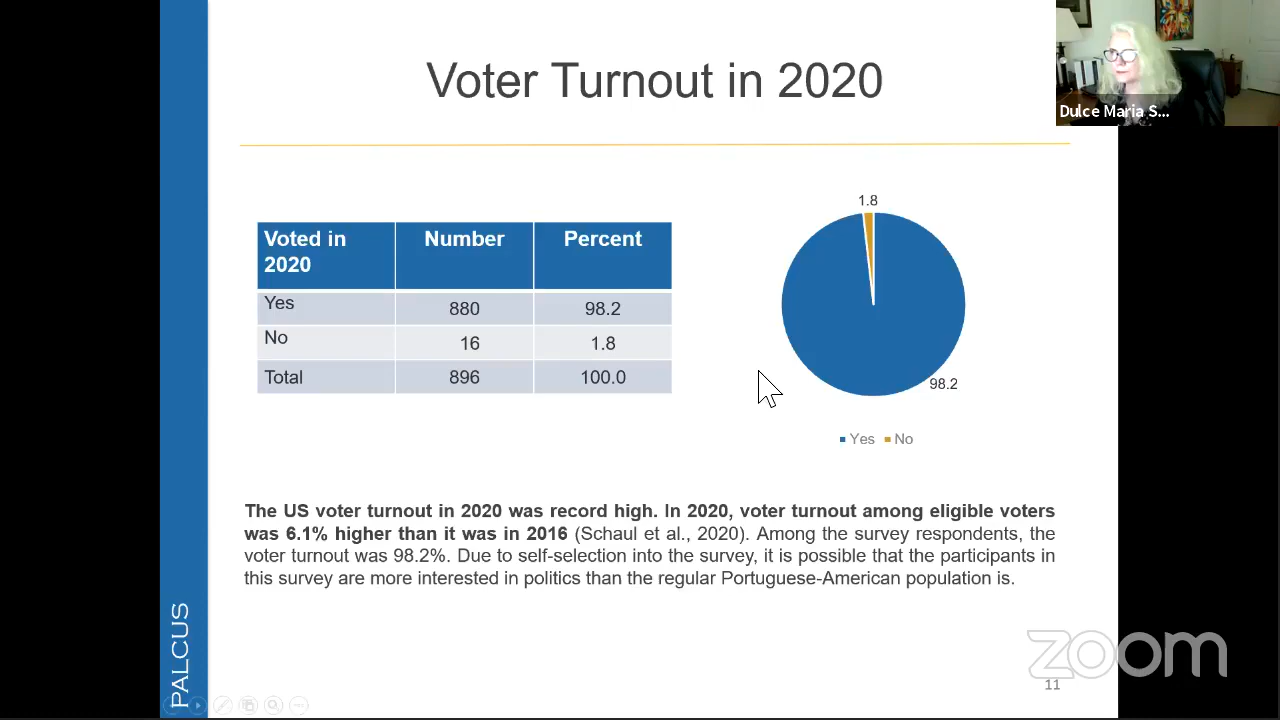 Voter Turnout in 2020
Dulce Maria S...
Voted in
2020
Number
Percent
Yes
880
98.2
No
16
1.8
Total
896
100.0
1.8
98.2
Yes
No
The US voter turnout in 2020 was record high. In 2020, voter turnout among eligible voters
was 6.1% higher than it was in 2016 (Schaul et al., 2020). Among the survey respondents, the
voter turnout was 98.2%. Due to self-selection into the survey, it is possible that the participants in
this survey are more interested in politics than the regular Portuguese-American population is.
PALCUS
zoom
11